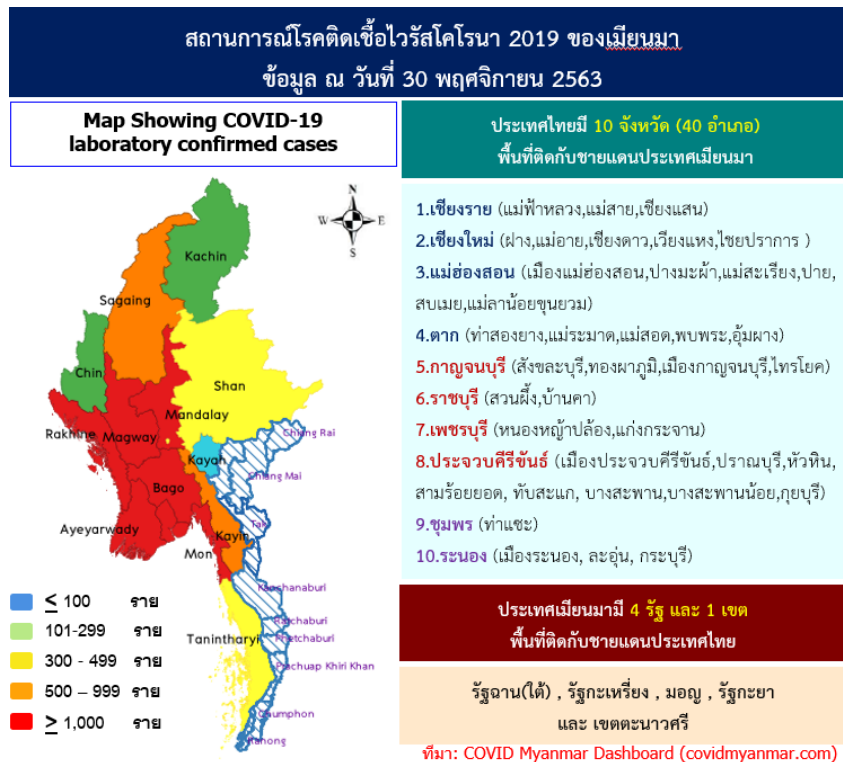 สถานการณ์โรคติดเชื้อไวรัสโคโรนา 2019 ของเมียนมา
ข้อมูล ณ วันที่ 30 พฤศจิกายน 2563
Map Showing COVID-19
laboratory confirmed cases
N
W
E
S
Kachin
Sagaing
Chin
Shan
Mandalay
Rakhine
Magway
Chiang Rai
Kayah
Chiang Mai
Bago
Ayeyarwady
Tak
Kayin
Mon
Kanchanaburi
Ratchaburi
Tanintharyi
Phetchaburi
Prachuap Khiri Khan
Chumphon
≤ 100 ราย
101-299 ราย
300 - 499 ราย
500 – 999 ราย
≥ 1,000 ราย
ประเทศไทยมี 10 จังหวัด (40 อำเภอ)
พื้นที่ติดกับชายแดนประเทศเมียนมา
1.เชียงราย (แม่ฟ้าหลวง,แม่สาย,เชียงแสน)
2.เชียงใหม่ (ฝาง,แม่อาย,เชียงดาว,เวียงแหง,ไชยปราการ )
3.แม่ฮ่องสอน (เมืองแม่ฮ่องสอน,ปางมะผ้า,แม่สะเรียง,ปาย,
สบเมย,แม่ลาน้อยขุนยวม)
4.ตาก (ท่าสองยาง,แม่ระมาด,แม่สอด,พบพระ,อุ้มผาง)
5.กาญจนบุรี (สังขละบุรี,ทองผาภูมิ,เมืองกาญจนบุรี,ไทรโยค)
6.ราชบุรี (สวนผึ้ง,บ้านคา)
7.เพชรบุรี (หนองหญ้าปล้อง,แก่งกระจาน)
8.ประจวบคีรีขันธ์ (เมืองประจวบคีรีขันธ์,ปราณบุรี,หัวหิน,
สามร้อยยอด, ทับสะแก, บางสะพาน,บางสะพานน้อย,กุยบุรี)
9.ชุมพร (ท่าแซะ)
10.ระนอง (เมืองระนอง, ละอุ่น, กระบุรี)
ประเทศเมียนมามี 4 รัฐ และ 1 เขต
พื้นที่ติดกับชายแดนประเทศไทย
รัฐฉาน(ใต้) , รัฐกะเหรี่ยง , มอญ , รัฐกะยา
และ เขตตะนาวศรี
ที่มา: COVID Myanmar Dashboard (covidmyanmar.com)